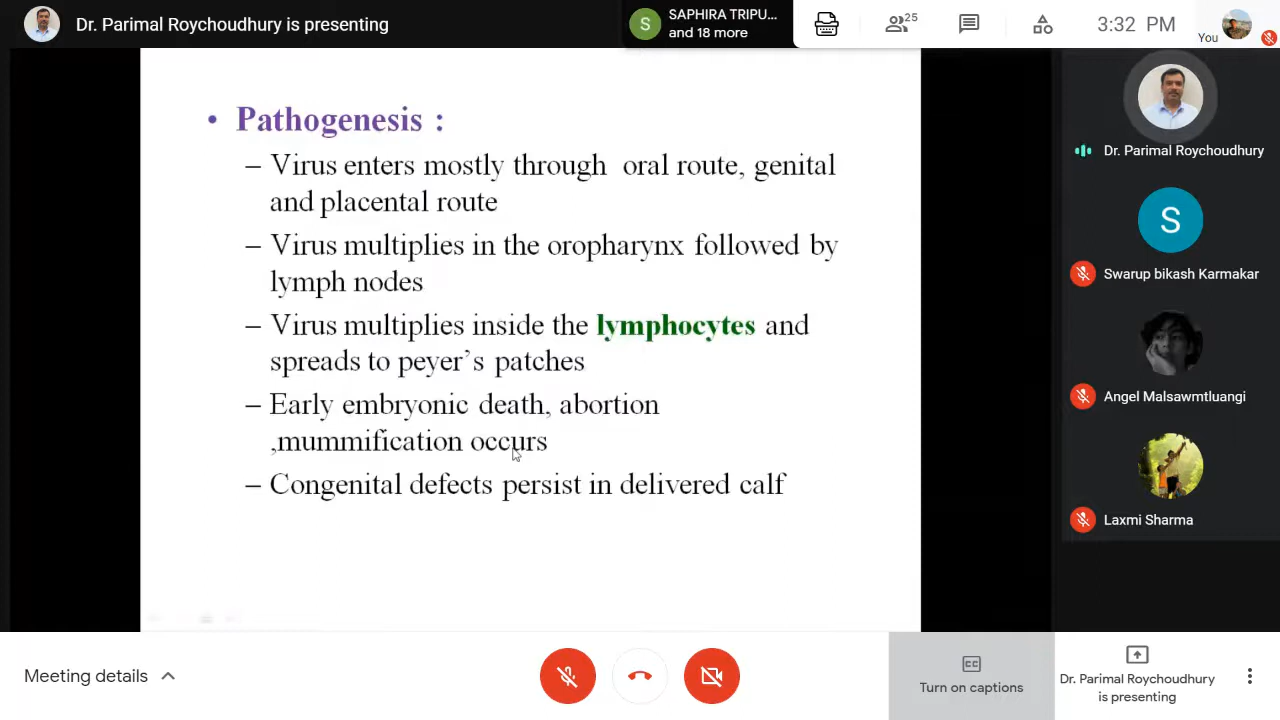 Dr. Parimal Roychoudhury is presenting
S
SAPHIRA TRIPU...
and 18 more
25
3:32 PM
You
• Pathogenesis :
– Virus enters mostly through oral route, genital
and placental route
– Virus multiplies in the oropharynx followed by
lymph nodes
– Virus multiplies inside the lymphocytes and
spreads to peyer’s patches
– Early embryonic death, abortion
,mummification occurs
– Congenital defects persist in delivered calf
Dr. Parimal Roychoudhury
S
Swarup bikash Karmakar
Angel Malsawmtluangi
Laxmi Sharma
Meeting details
CC
Turn on captions
Dr. Parimal Roychoudhury
is presenting